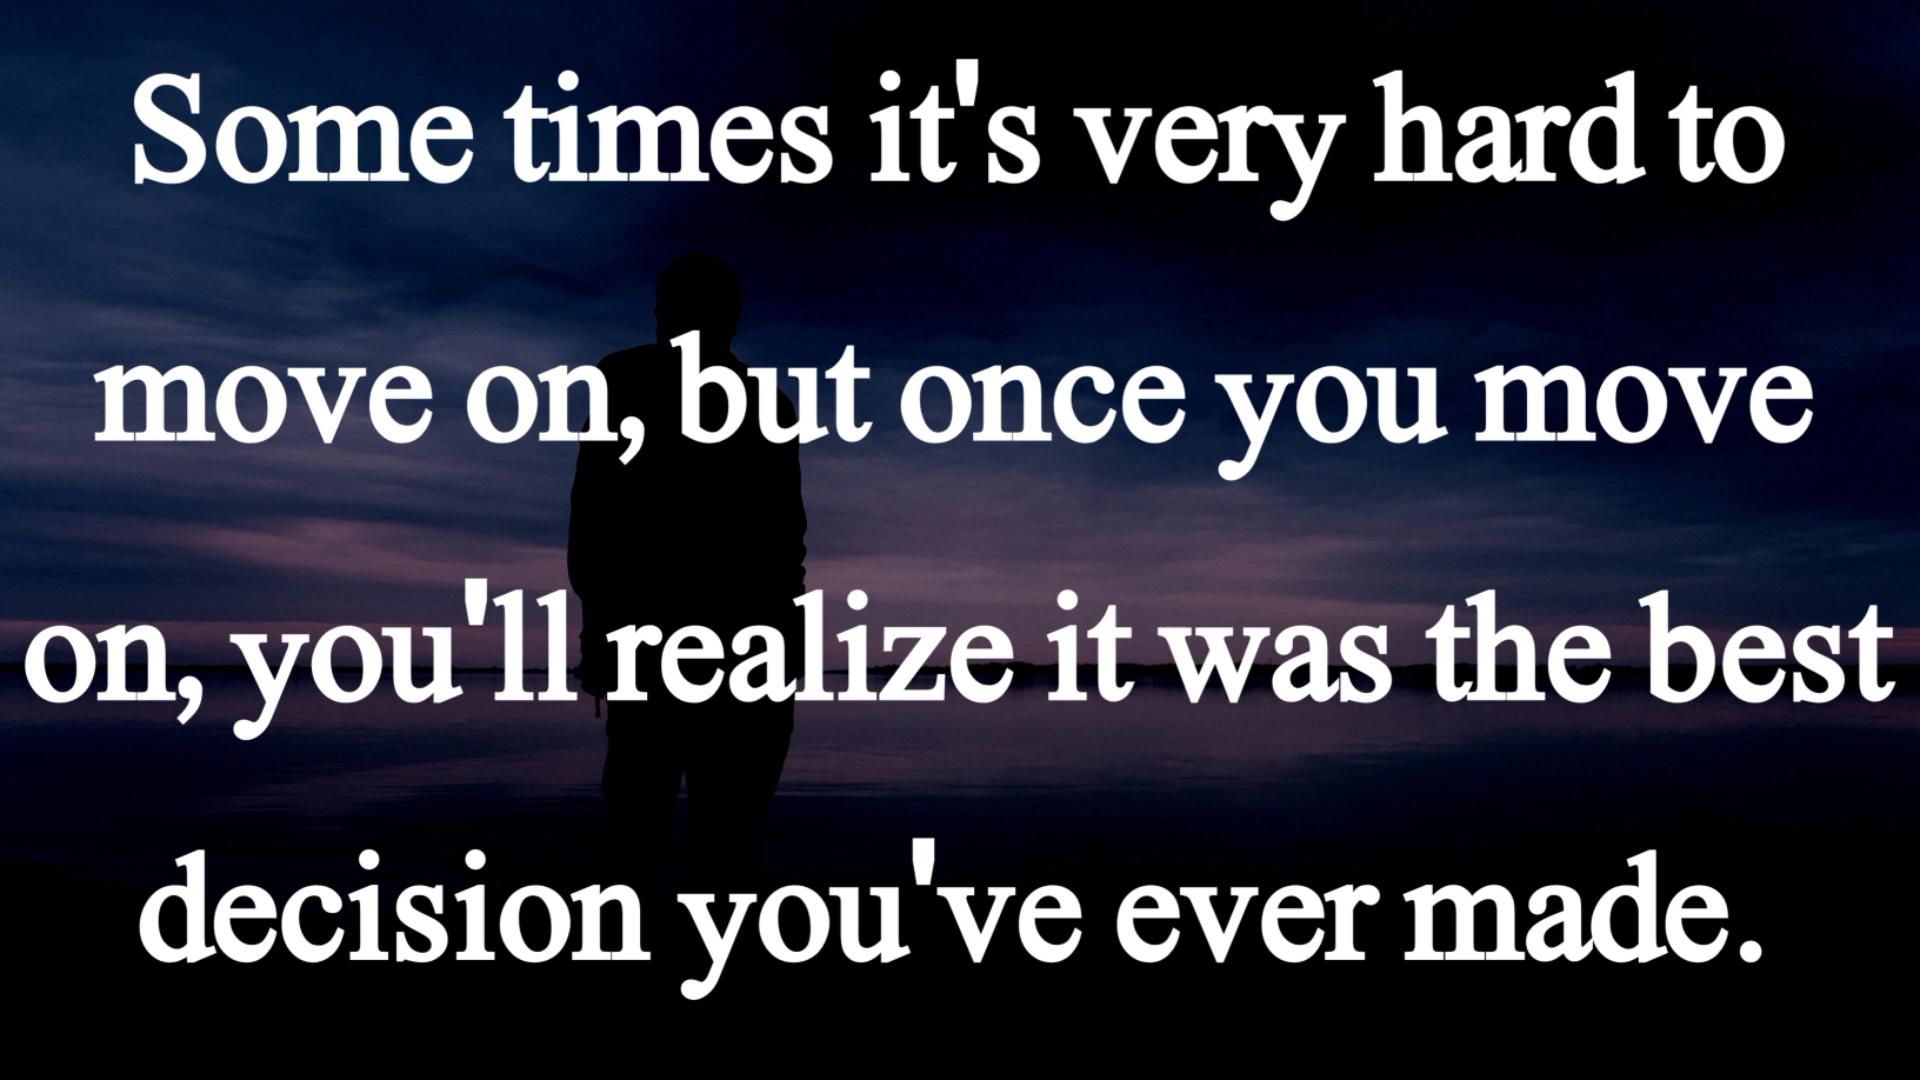 Some times it's very hard to
move on, but once you move
on, you'll realize it was the best
decision you've ever made.